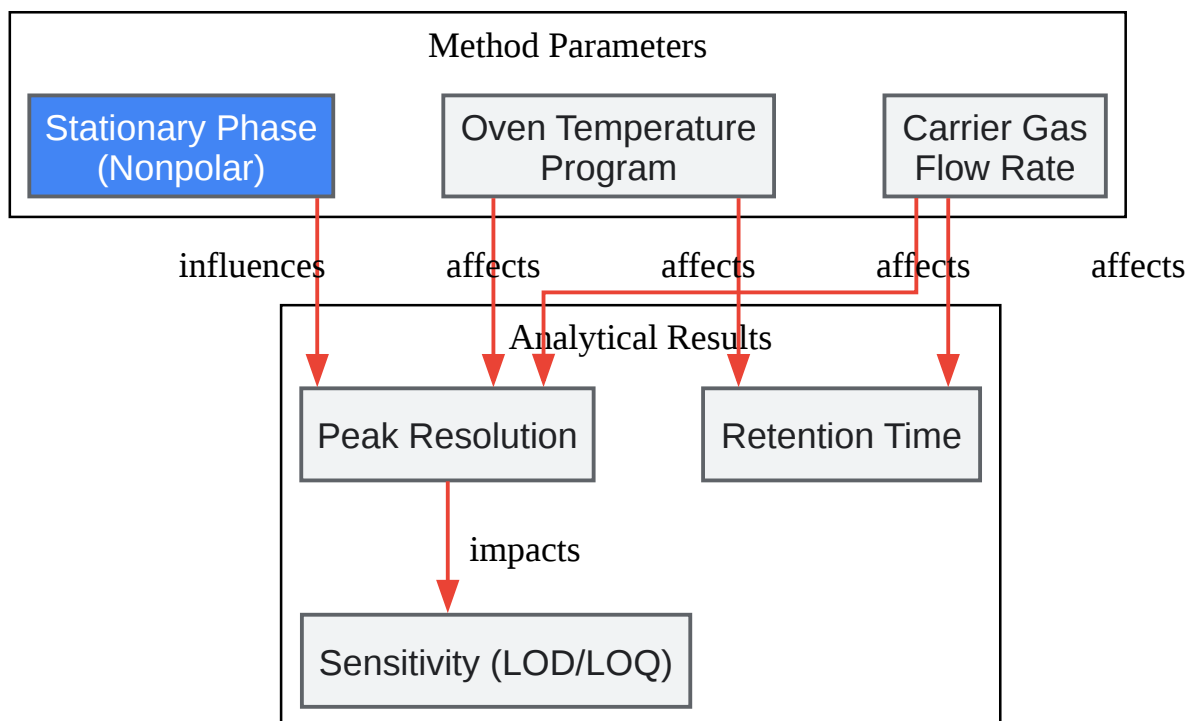 Method Parameters
Stationary Phase
(Nonpolar)
Oven Temperature
Program
Carrier Gas
Flow Rate
influences
affects
affects
affects
affects
Analytical Results
Peak Resolution
Retention Time
impacts
Sensitivity (LOD/LOQ)